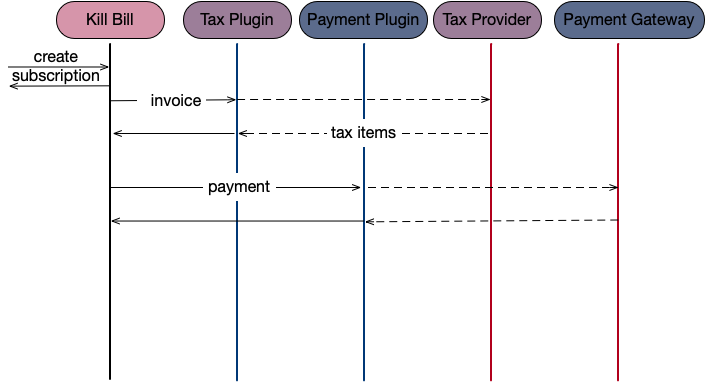 Kill Bill
Tax Plugin
Payment Plugin
Tax Provider
Payment Gateway
create
subscription
invoice
tax items
payment